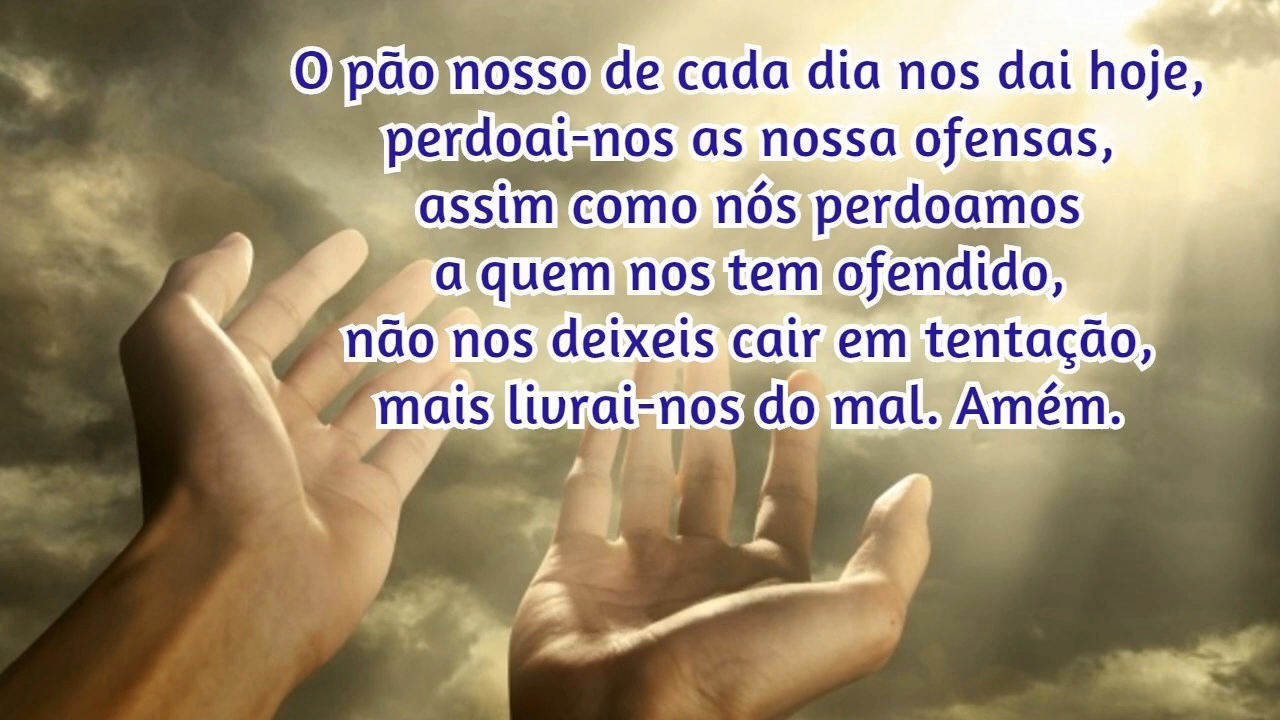 O pão nosso de cada dia nos dai hoje,
perdoai-nos as nossa ofensas,
assim como nós perdoamos
a quem nos tem ofendido,
não nos deixeis cair em tentação,
mais livrai-nos do mal. Amém.